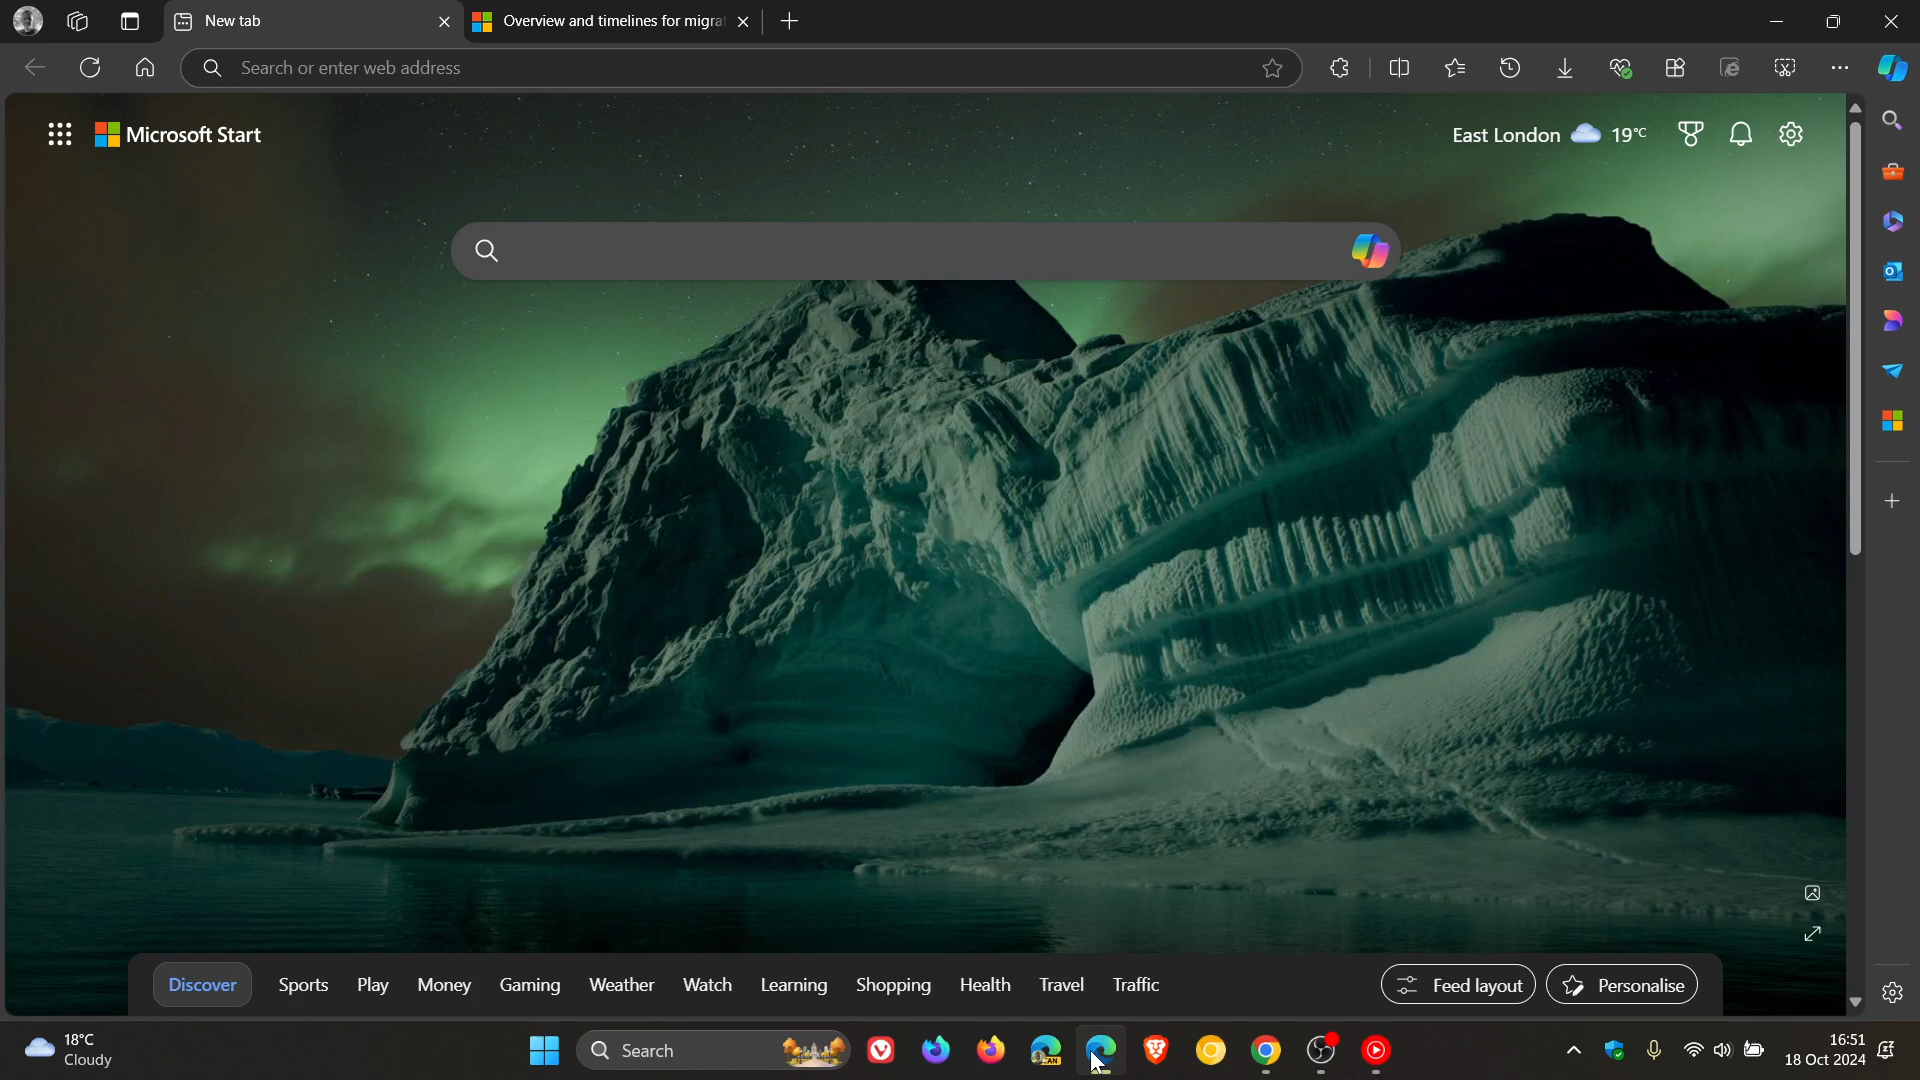 New tab
Overview and timelines for migra
Search or enter web address
Microsoft Start
East London 19°C
Discover Sports Play Money Gaming Weather Watch Learning Shopping Health Travel Traffic Feed layout Personalise
18°C
Cloudy
Search
CAN
16:51
18 Oct 2024